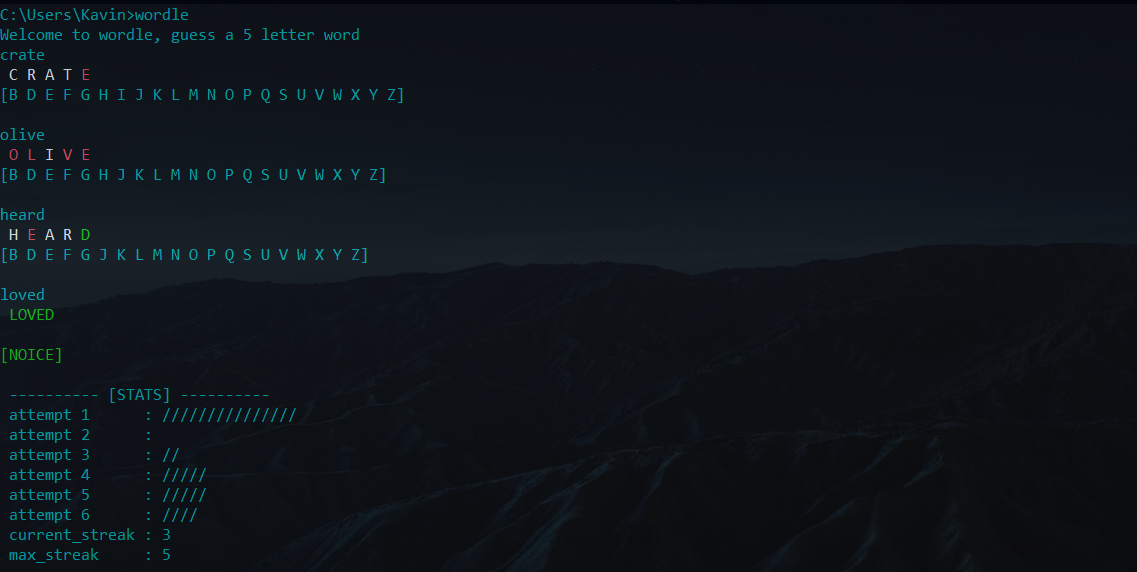 C:\Users\Kavin>wordle
Welcome to wordle, guess a 5 letter word
crate
C R A T E
[B D E F G H I J K L M N O P Q S U V W X Y Z]
olive
O L I V E
[B D E F G H J K L M N O P Q S U V W X Y Z]
heard
H E A R D
[B D E F G J K L M N O P Q S U V W X Y Z]
loved
LOVED
[NOICE]
---------- [STATS] ----------
attempt 1 : ///////////////
attempt 2 :
attempt 3 : //
attempt 4 : /////
attempt 5 : /////
attempt 6 : ////
current_streak : 3
max_streak : 5